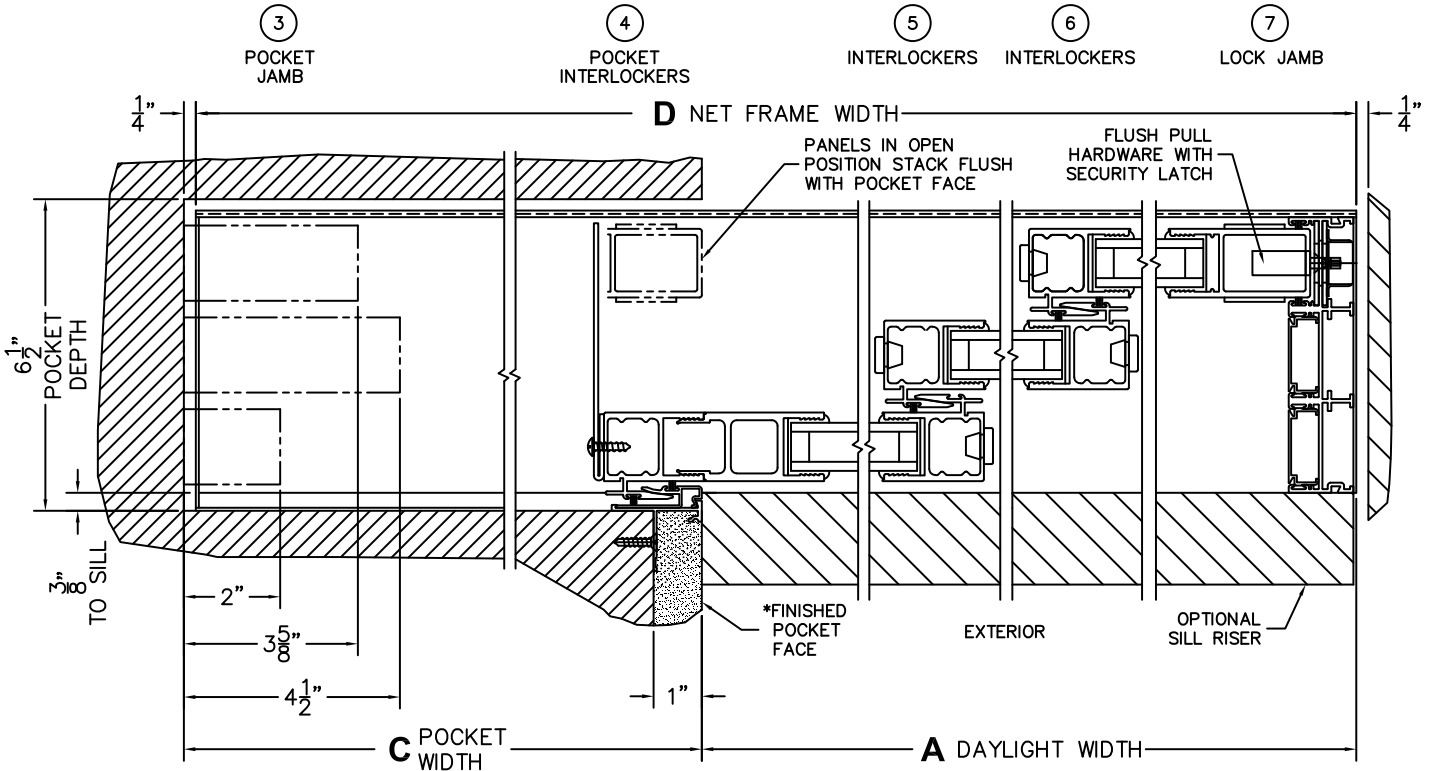 3
POCKET
JAMB
4
POCKET
INTERLOCKERS
5
INTERLOCKERS
6
INTERLOCKERS
7
LOCK JAMB
1/4"
D NET FRAME WIDTH
1/4"
PANELS IN OPEN
POSITION STACK FLUSH
WITH POCKET FACE
FLUSH PULL
HARDWARE WITH
SECURITY LATCH
6 1/2"
POCKET
DEPTH
3/8"
TO SILL
2"
3 5/8"
4 1/2"
1"
*FINISHED
POCKET
FACE
EXTERIOR
OPTIONAL
SILL RISER
C POCKET
WIDTH
A DAYLIGHT WIDTH